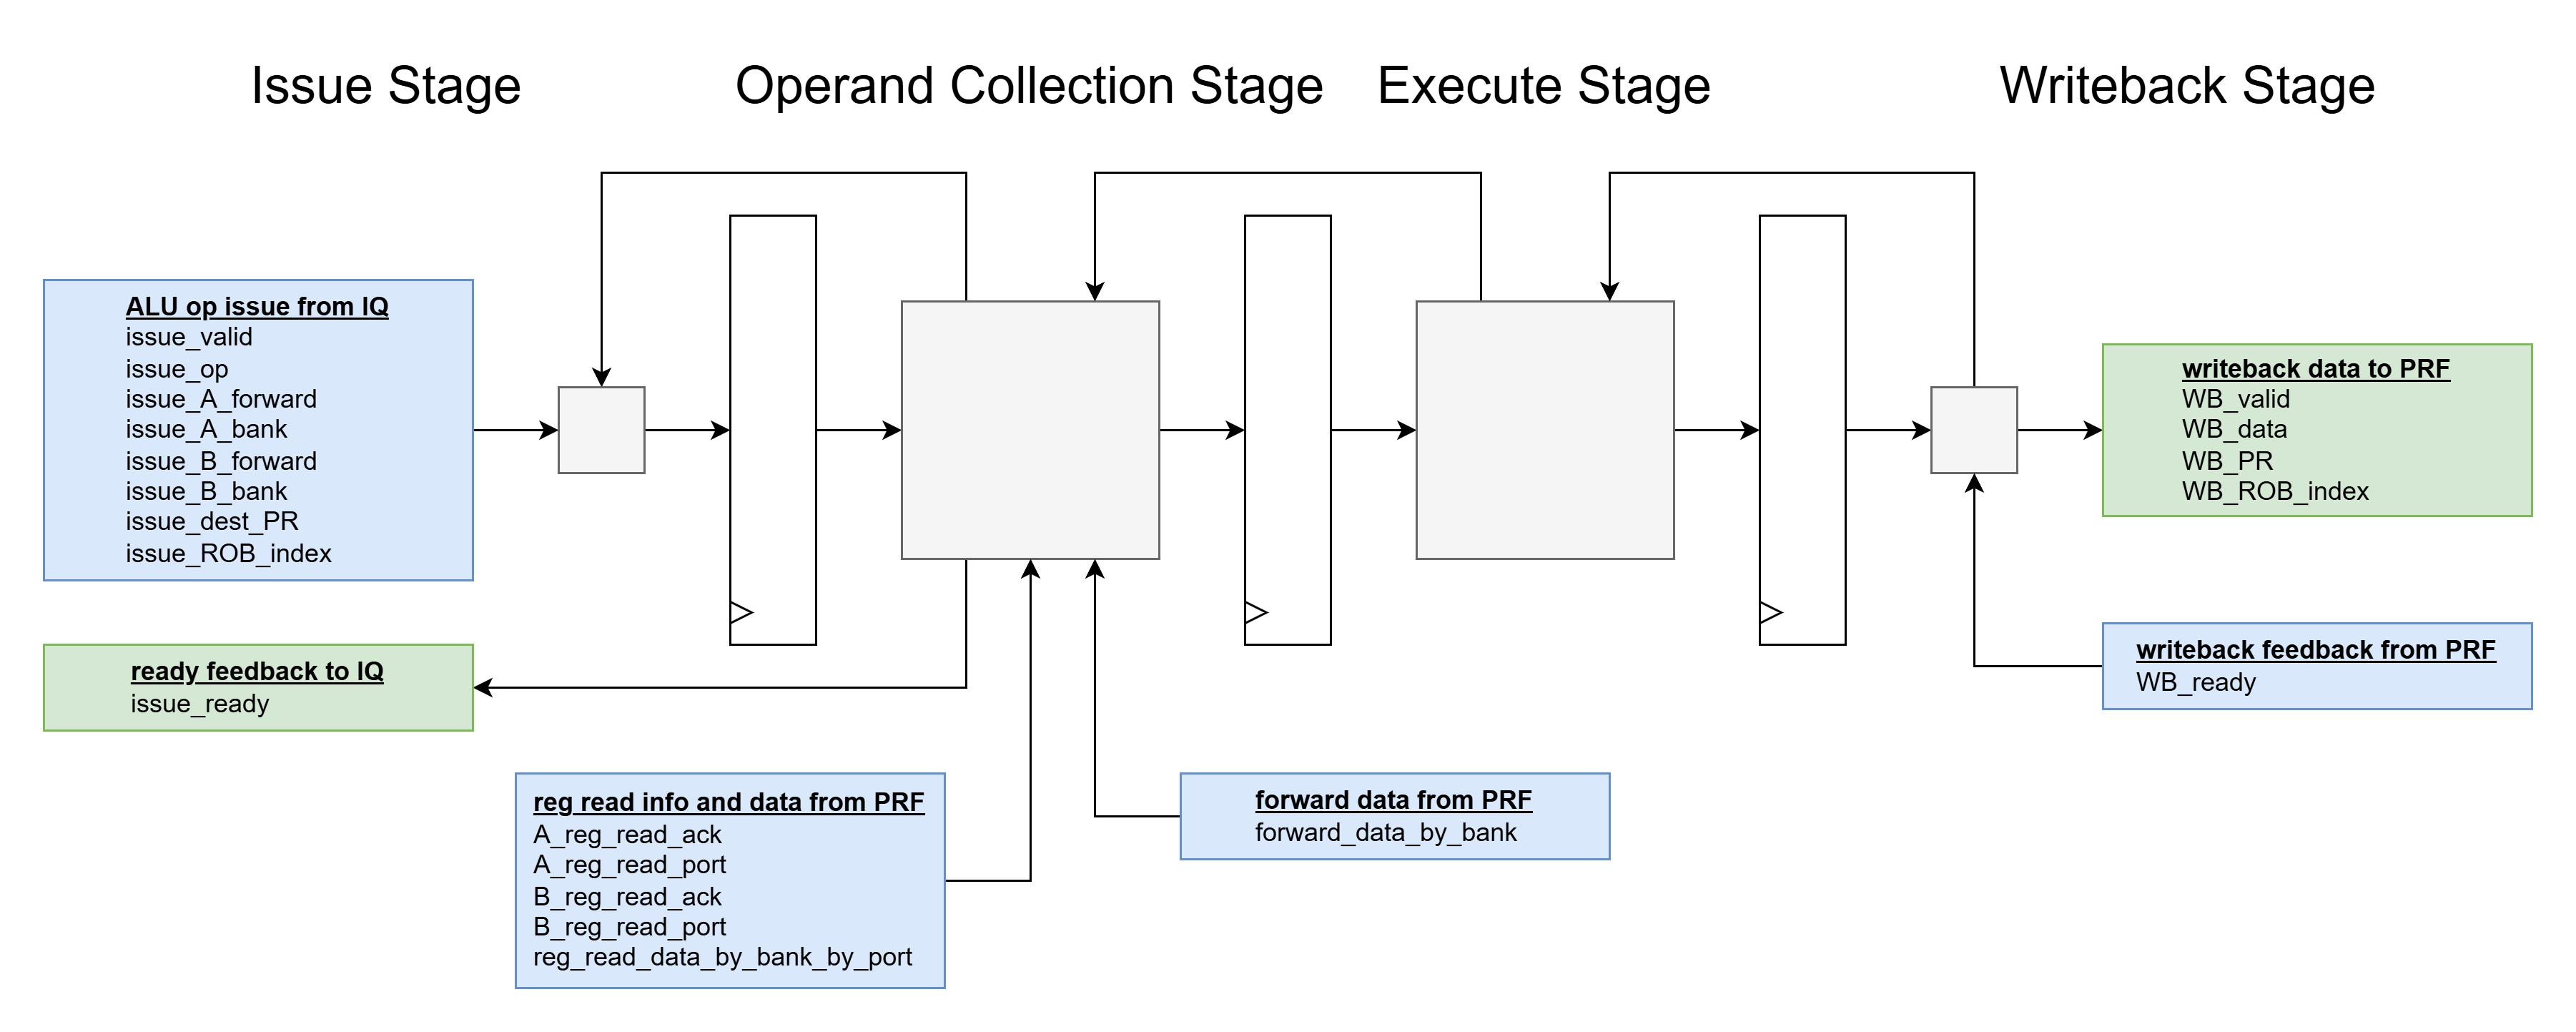 Issue Stage
Operand Collection Stage
Execute Stage
Writeback Stage
ALU op issue from IQ
issue_valid
issue_op
issue_A_forward
issue_A_bank
issue_B_forward
issue_B_bank
issue_dest_PR
issue_ROB_index
ready feedback to IQ
issue_ready
reg read info and data from PRF
A_reg_read_ack
A_reg_read_port
B_reg_read_ack
B_reg_read_port
reg_read_data_by_bank_by_port
forward data from PRF
forward_data_by_bank
writeback data to PRF
WB_valid
WB_data
WB_PR
WB_ROB_index
writeback feedback from PRF
WB_ready